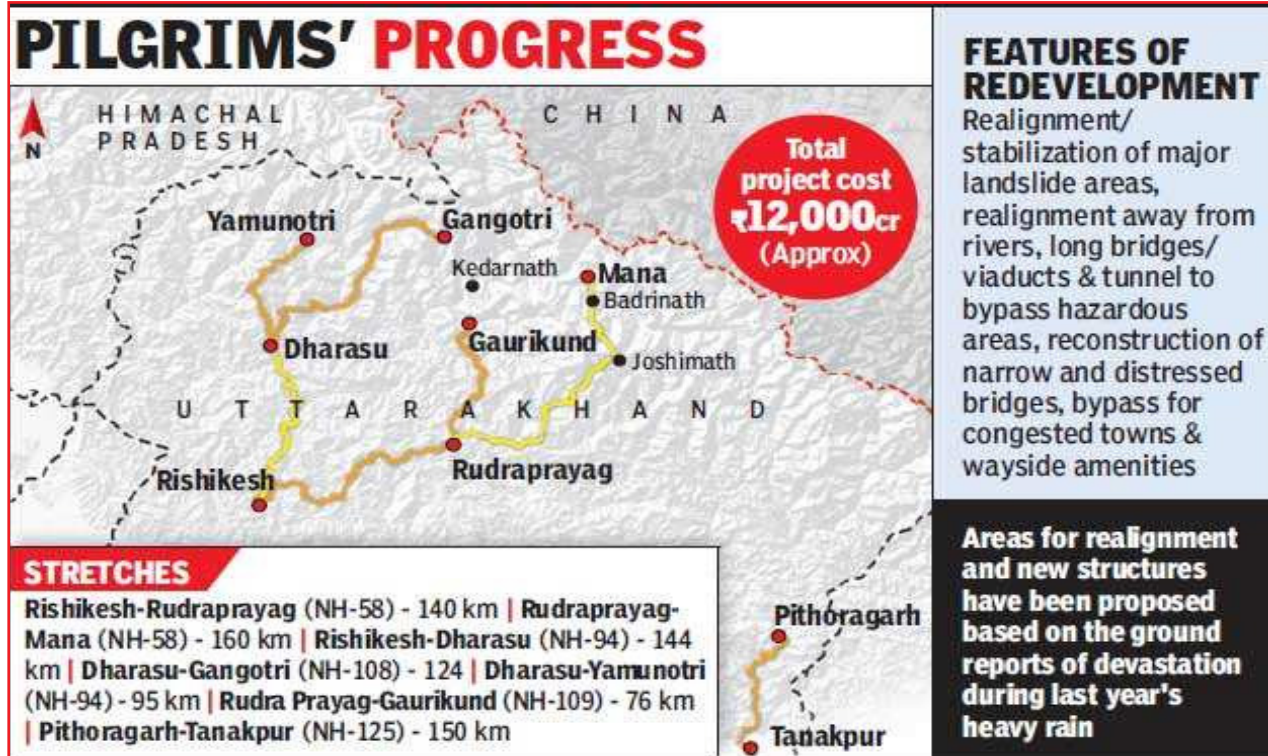 PILGRIMS' PROGRESS
HIMACHAL
PRADESH
CHINA
N
Total
project cost
₹12,000cr
(Approx)
Yamunotri
Gangotri
Kedarnath
Mana
Badrinath
Gaurikund
Dharasu
Joshimath
UTTARAKHAND
Rudraprayag
Rishikesh
Pithoragarh
Tanakpur
STRETCHES
Rishikesh-Rudraprayag (NH-58) - 140 km | Rudraprayag-
Mana (NH-58) - 160 km | Rishikesh-Dharasu (NH-94) - 144
km | Dharasu-Gangotri (NH-108) - 124 | Dharasu-Yamunotri
(NH-94) - 95 km | Rudra Prayag-Gaurikund (NH-109) - 76 km
| Pithoragarh-Tanakpur (NH-125) - 150 km
FEATURES OF
REDEVELOPMENT
Realignment/
stabilization of major
landslide areas,
realignment away from
rivers, long bridges/
viaducts & tunnel to
bypass hazardous
areas, reconstruction of
narrow and distressed
bridges, bypass for
congested towns &
wayside amenities
Areas for realignment
and new structures
have been proposed
based on the ground
reports of devastation
during last year's
heavy rain